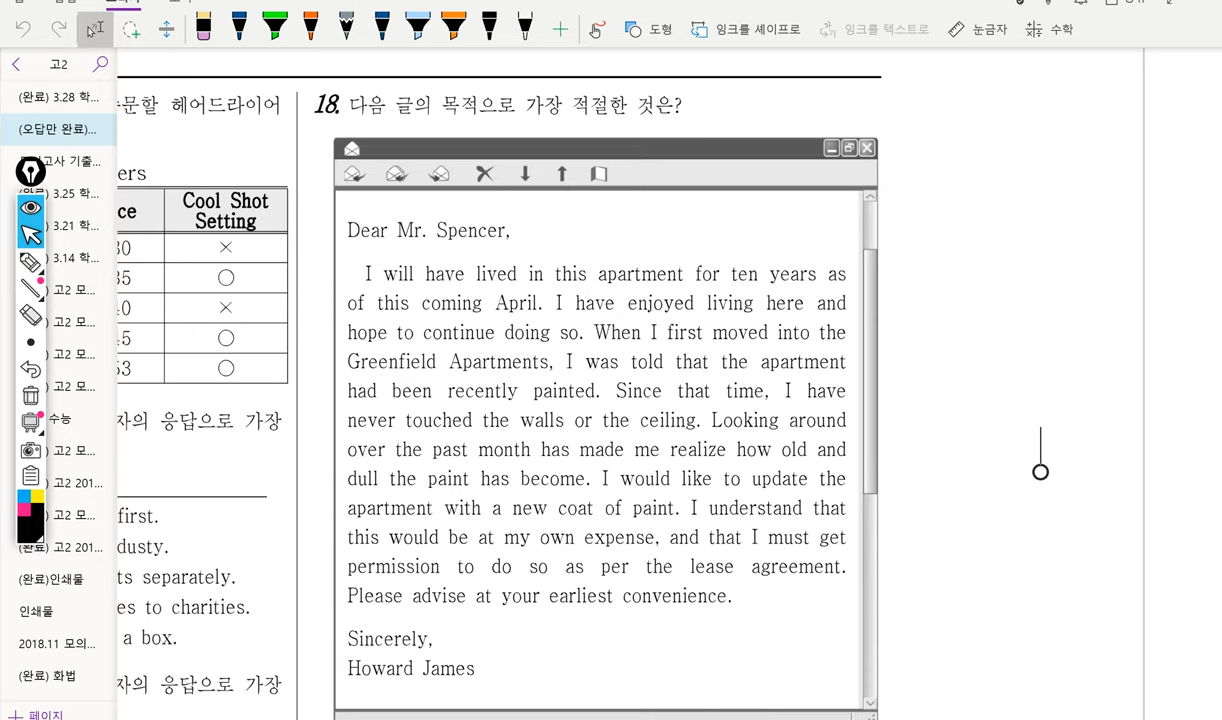 도형
잉크를 셰이프로
잉크를 텍스트로
눈금자
수학
고2
(완료) 3.28 학...
(오답만 완료)...
고사 기출...
3.25 학...
) 3.21 학...
) 3.14 학...
) 고2 모...
) 고2 모...
) 고2 모...
) 고2 모...
수능
) 고2 모...
) 고2 201...
) 고2 모...
(완료) 고2 201...
(완료)인쇄물
인쇄물
2018.11 모의...
(완료) 화법
페이지
문할 헤어드라이어
ers
ce Cool Shot Setting
30 ×
35 ○
40 ×
45 ○
53 ○
자의 응답으로 가장
first.
dusty.
ts separately.
es to charities.
a box.
자의 응답으로 가장
18. 다음 글의 목적으로 가장 적절한 것은?
Dear Mr. Spencer,
I will have lived in this apartment for ten years as
of this coming April. I have enjoyed living here and
hope to continue doing so. When I first moved into the
Greenfield Apartments, I was told that the apartment
had been recently painted. Since that time, I have
never touched the walls or the ceiling. Looking around
over the past month has made me realize how old and
dull the paint has become. I would like to update the
apartment with a new coat of paint. I understand that
this would be at my own expense, and that I must get
permission to do so as per the lease agreement.
Please advise at your earliest convenience.
Sincerely,
Howard James